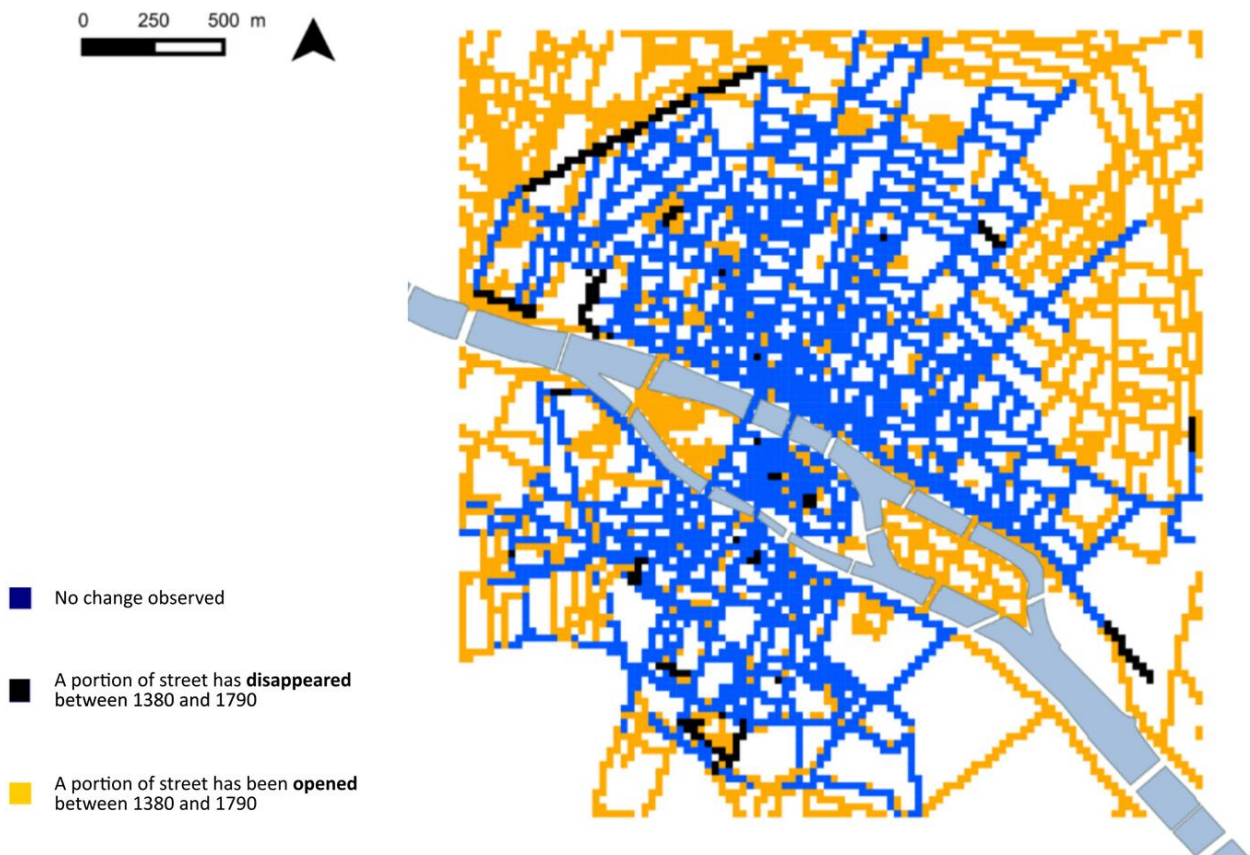 0 250 500 m
No change observed
A portion of street has disappeared
between 1380 and 1790
A portion of street has been opened
between 1380 and 1790